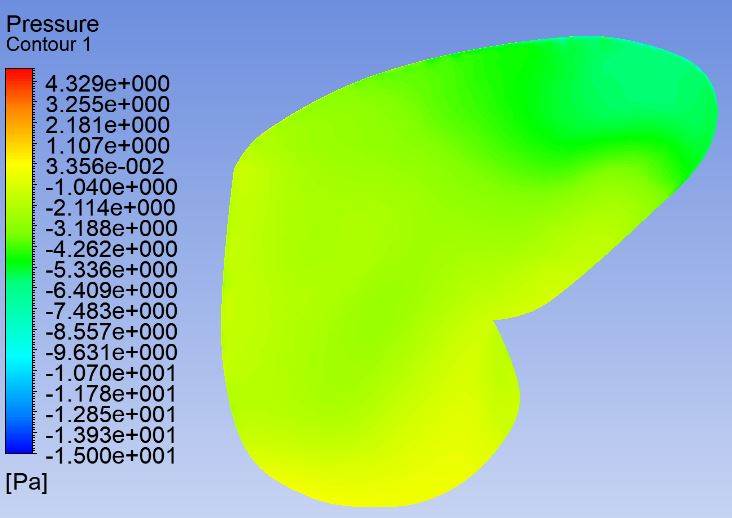 Pressure
Contour 1
4.329e+000
3.255e+000
2.181e+000
1.107e+000
3.356e-002
-1.040e+000
-2.114e+000
-3.188e+000
-4.262e+000
-5.336e+000
-6.409e+000
-7.483e+000
-8.557e+000
-9.631e+000
-1.070e+001
-1.178e+001
-1.285e+001
-1.393e+001
-1.500e+001
[Pa]